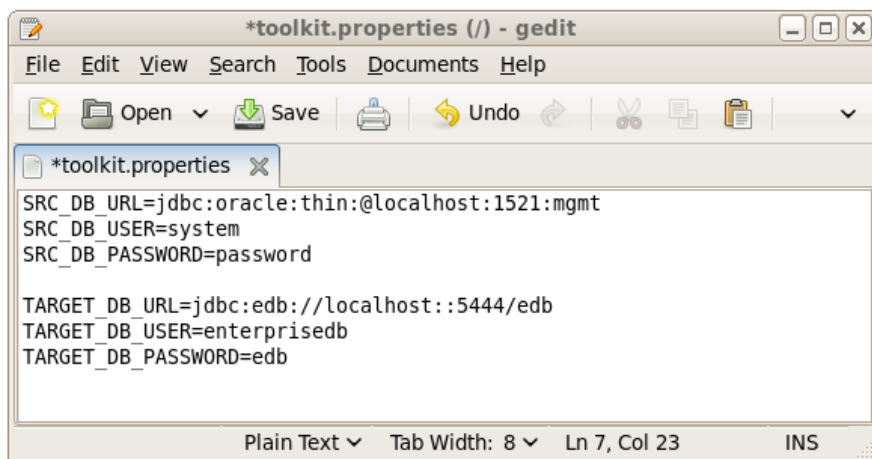 *toolkit.properties (/) - gedit
File Edit View Search Tools Documents Help
Open Save Undo
*toolkit.properties
SRC_DB_URL=jdbc:oracle:thin:@localhost:1521:mgmt
SRC_DB_USER=system
SRC_DB_PASSWORD=password
TARGET_DB_URL=jdbc:edb://localhost::5444/edb
TARGET_DB_USER=enterprisedb
TARGET_DB_PASSWORD=edb
Plain Text Tab Width: 8 Ln 7, Col 23 INS